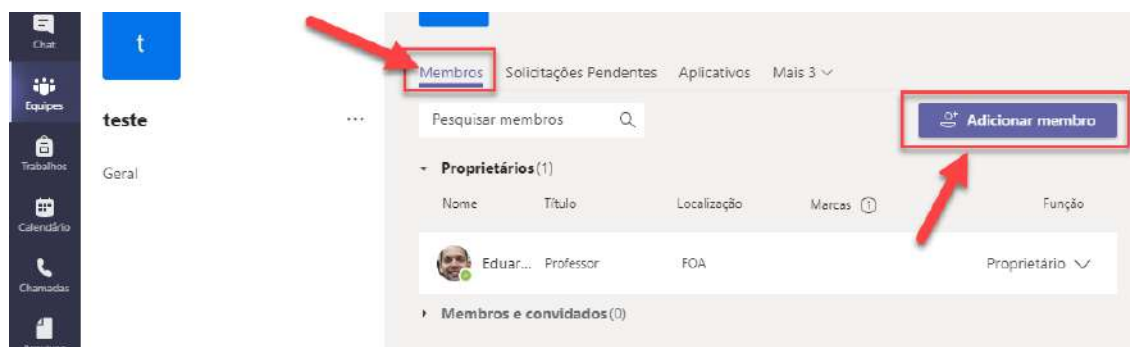 Chat
Equipes
Trabalhos
Calendário
Chamadas
t
teste
...
Geral
Membros Solicitações Pendentes Aplicativos Mais 3
Pesquisar membros
Adicionar membro
Proprietários(1)
Nome Título Localização Marcas Função
Eduar... Professor FOA Proprietário
Membros e convidados(0)